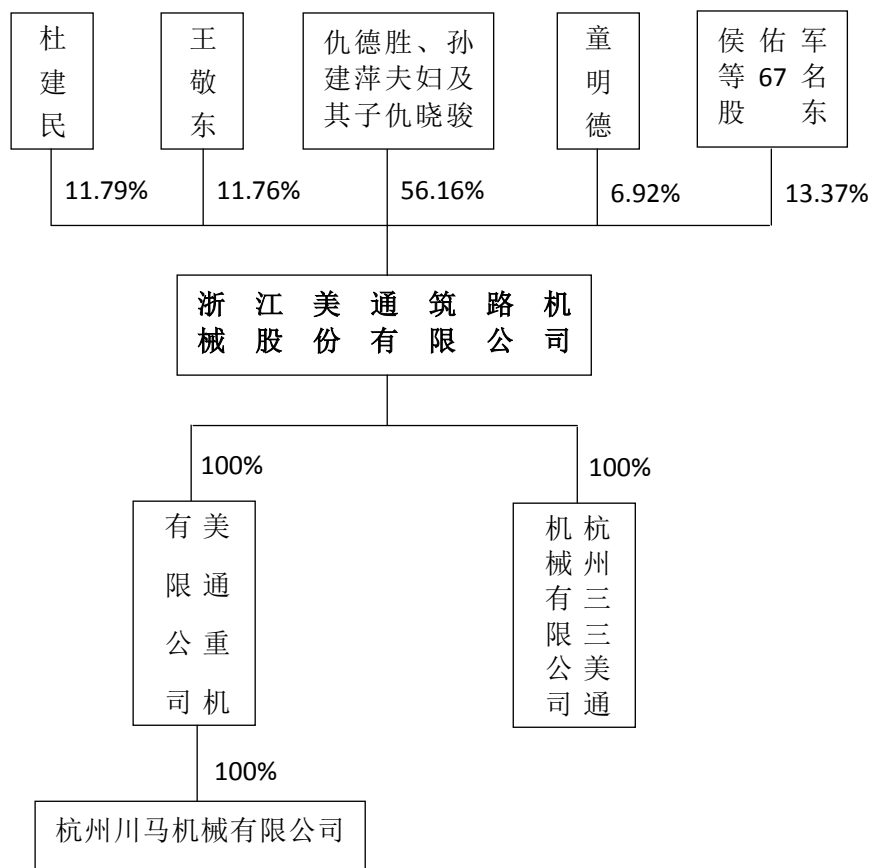 杜建民
王敬东
仇德胜、孙
建萍夫妇及
其子仇晓骏
童明德
侯佑军
等67名
股东
11.79%
11.76%
56.16%
6.92%
13.37%
浙江美通筑路机
械股份有限公司
100%
100%
美通重机
有限公司
杭州三三美通
机械有限公司
100%
杭州川马机械有限公司